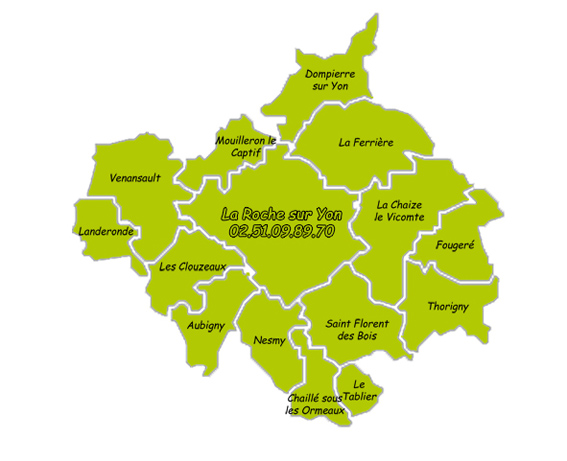 Dompierre
sur Yon
Mouilleron le
Captif
La Ferrière
Venansault
La Chaize
le Vicomte
La Roche sur Yon
02.51.09.89.70
Landeronde
Fougeré
Les Clouzeaux
Thorigny
Aubigny
Saint Florent
des Bois
Nesmy
Le
Tablier
Chaillé sous
les Ormeaux